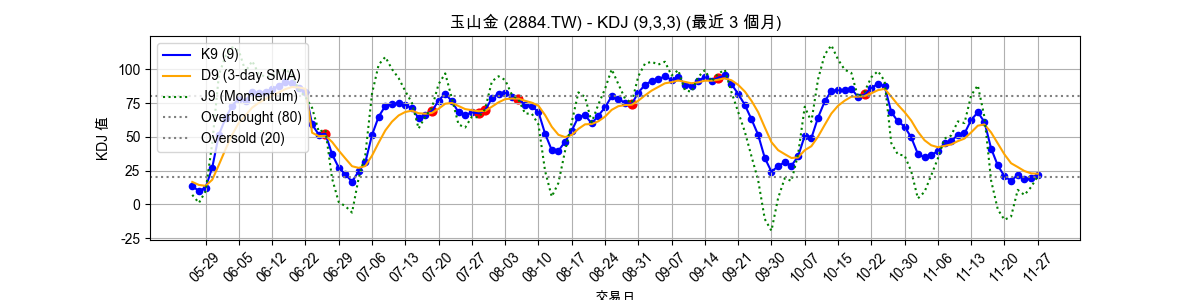 玉山金 (2884.TW) - KDJ (9,3,3) (最近 3 個月)
KDJ 值
100
75
50
25
0
-25
K9 (9)
D9 (3-day SMA)
J9 (Momentum)
Overbought (80)
Oversold (20)
05-29 06-05 06-12 06-22 06-29 07-06 07-13 07-20 07-27 08-03 08-10 08-17 08-24 08-31 09-07 09-14 09-21 09-30 10-07 10-15 10-22 10-30 11-06 11-13 11-20 11-27
交易日